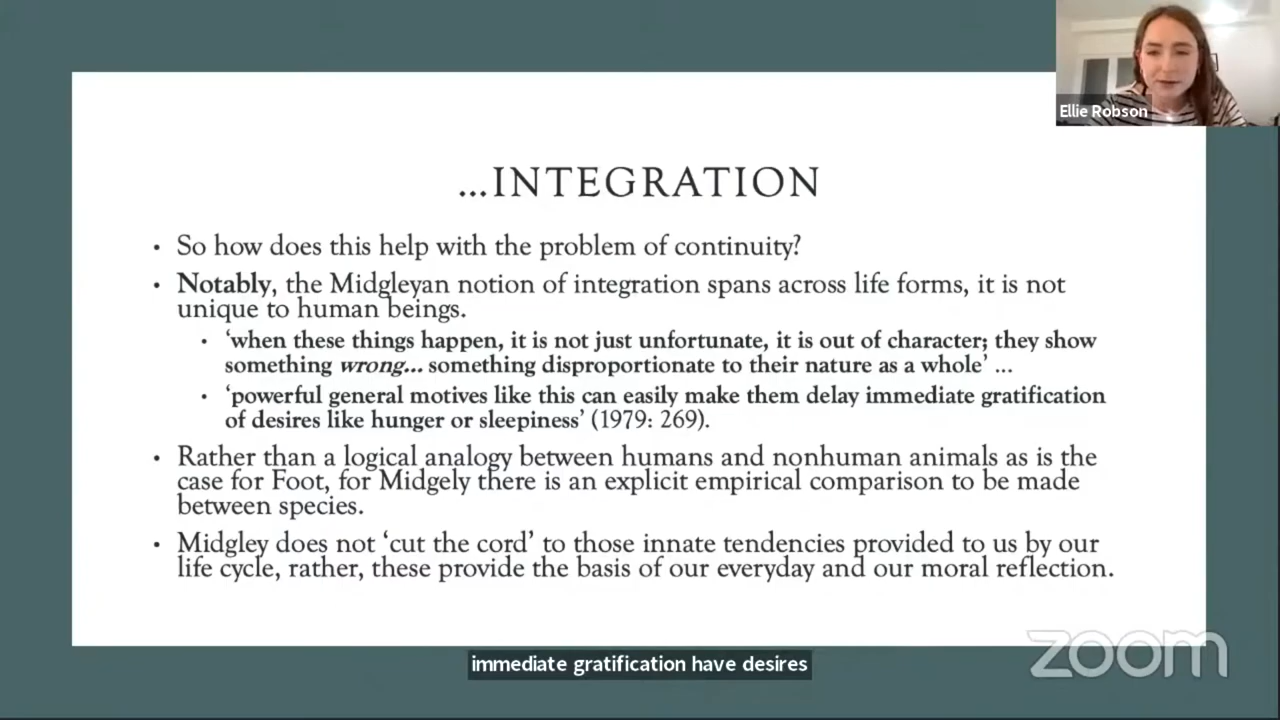 Ellie Robson
...INTEGRATION
• So how does this help with the problem of continuity?
• Notably, the Midgleyan notion of integration spans across life forms, it is not
unique to human beings.
• ‘when these things happen, it is not just unfortunate, it is out of character; they show
something wrong... something disproportionate to their nature as a whole’ ...
• ‘powerful general motives like this can easily make them delay immediate gratification
of desires like hunger or sleepiness’ (1979: 269).
• Rather than a logical analogy between humans and nonhuman animals as is the
case for Foot, for Midgely there is an explicit empirical comparison to be made
between species.
• Midgley does not ‘cut the cord’ to those innate tendencies provided to us by our
life cycle, rather, these provide the basis of our everyday and our moral reflection.
zoom
immediate gratification have desires